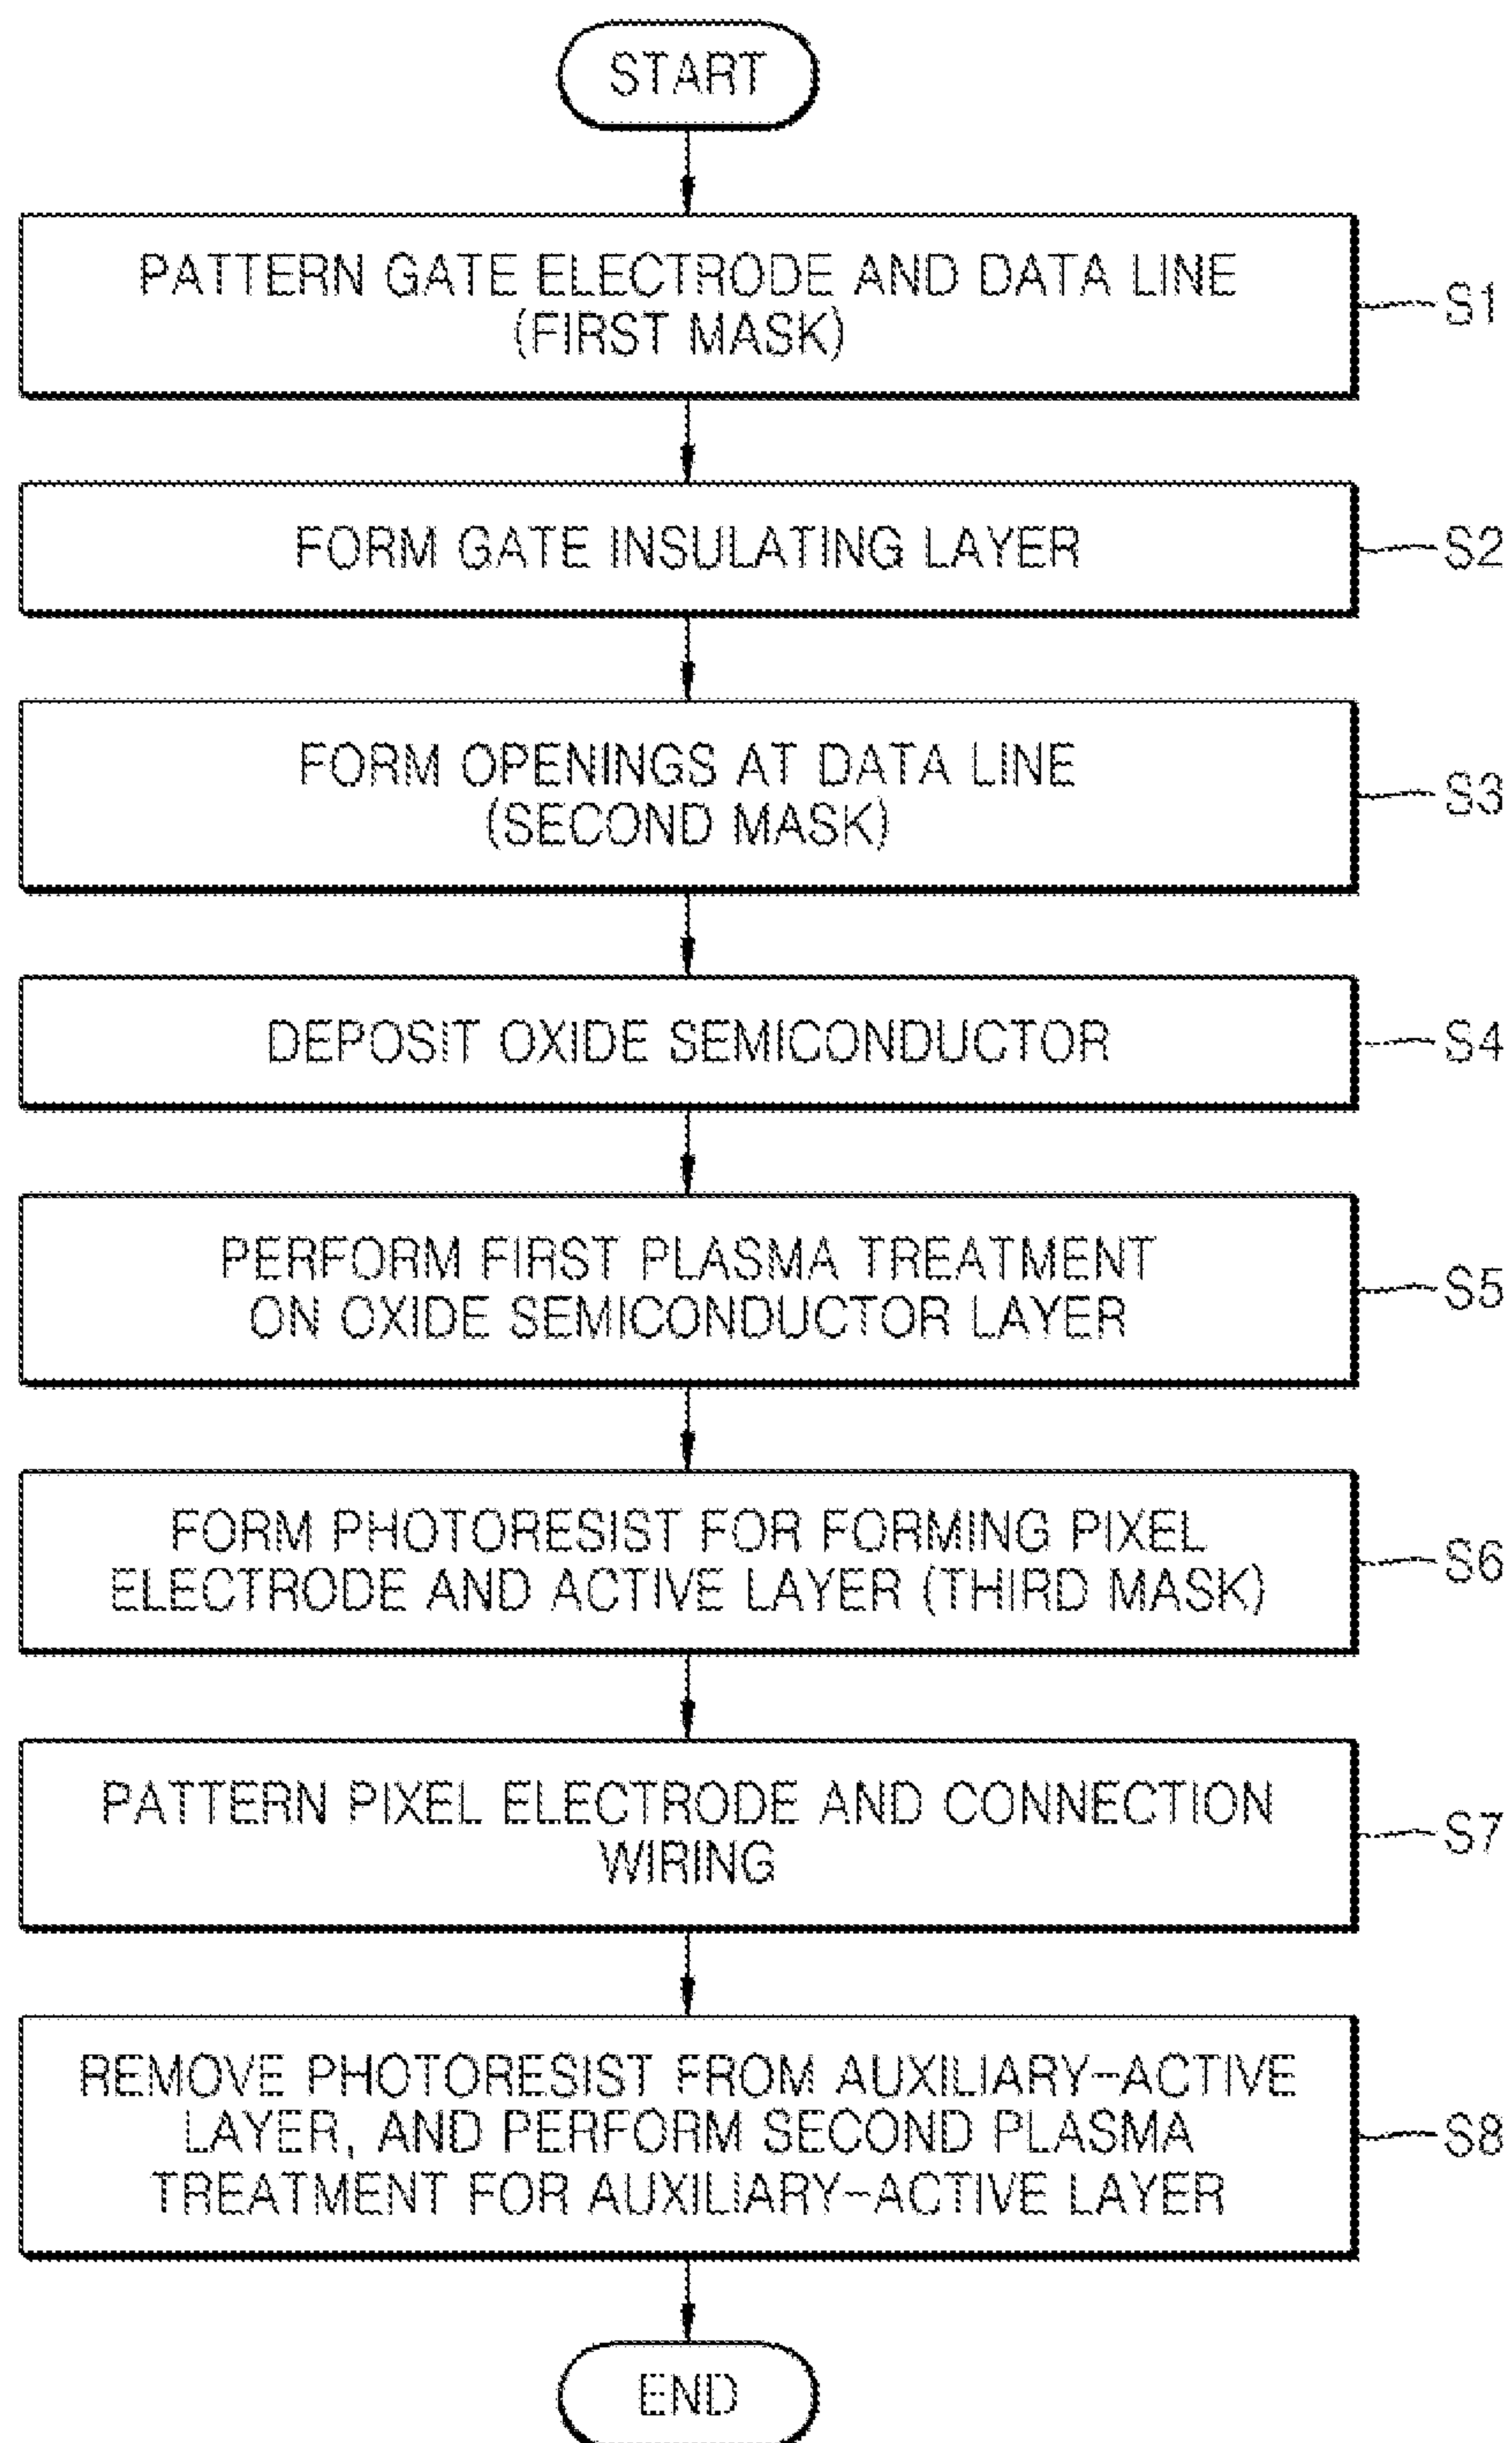 START
PATTERN GATE ELECTRODE AND DATA LINE
(FIRST MASK)
S1
FORM GATE INSULATING LAYER
S2
FORM OPENINGS AT DATA LINE
(SECOND MASK)
S3
DEPOSIT OXIDE SEMICONDUCTOR
S4
PERFORM FIRST PLASMA TREATMENT
ON OXIDE SEMICONDUCTOR LAYER
S5
FORM PHOTORESIST FOR FORMING PIXEL
ELECTRODE AND ACTIVE LAYER (THIRD MASK)
S6
PATTERN PIXEL ELECTRODE AND CONNECTION
WIRING
S7
REMOVE PHOTORESIST FROM AUXILIARY-ACTIVE
LAYER, AND PERFORM SECOND PLASMA
TREATMENT FOR AUXILIARY-ACTIVE LAYER
S8
END